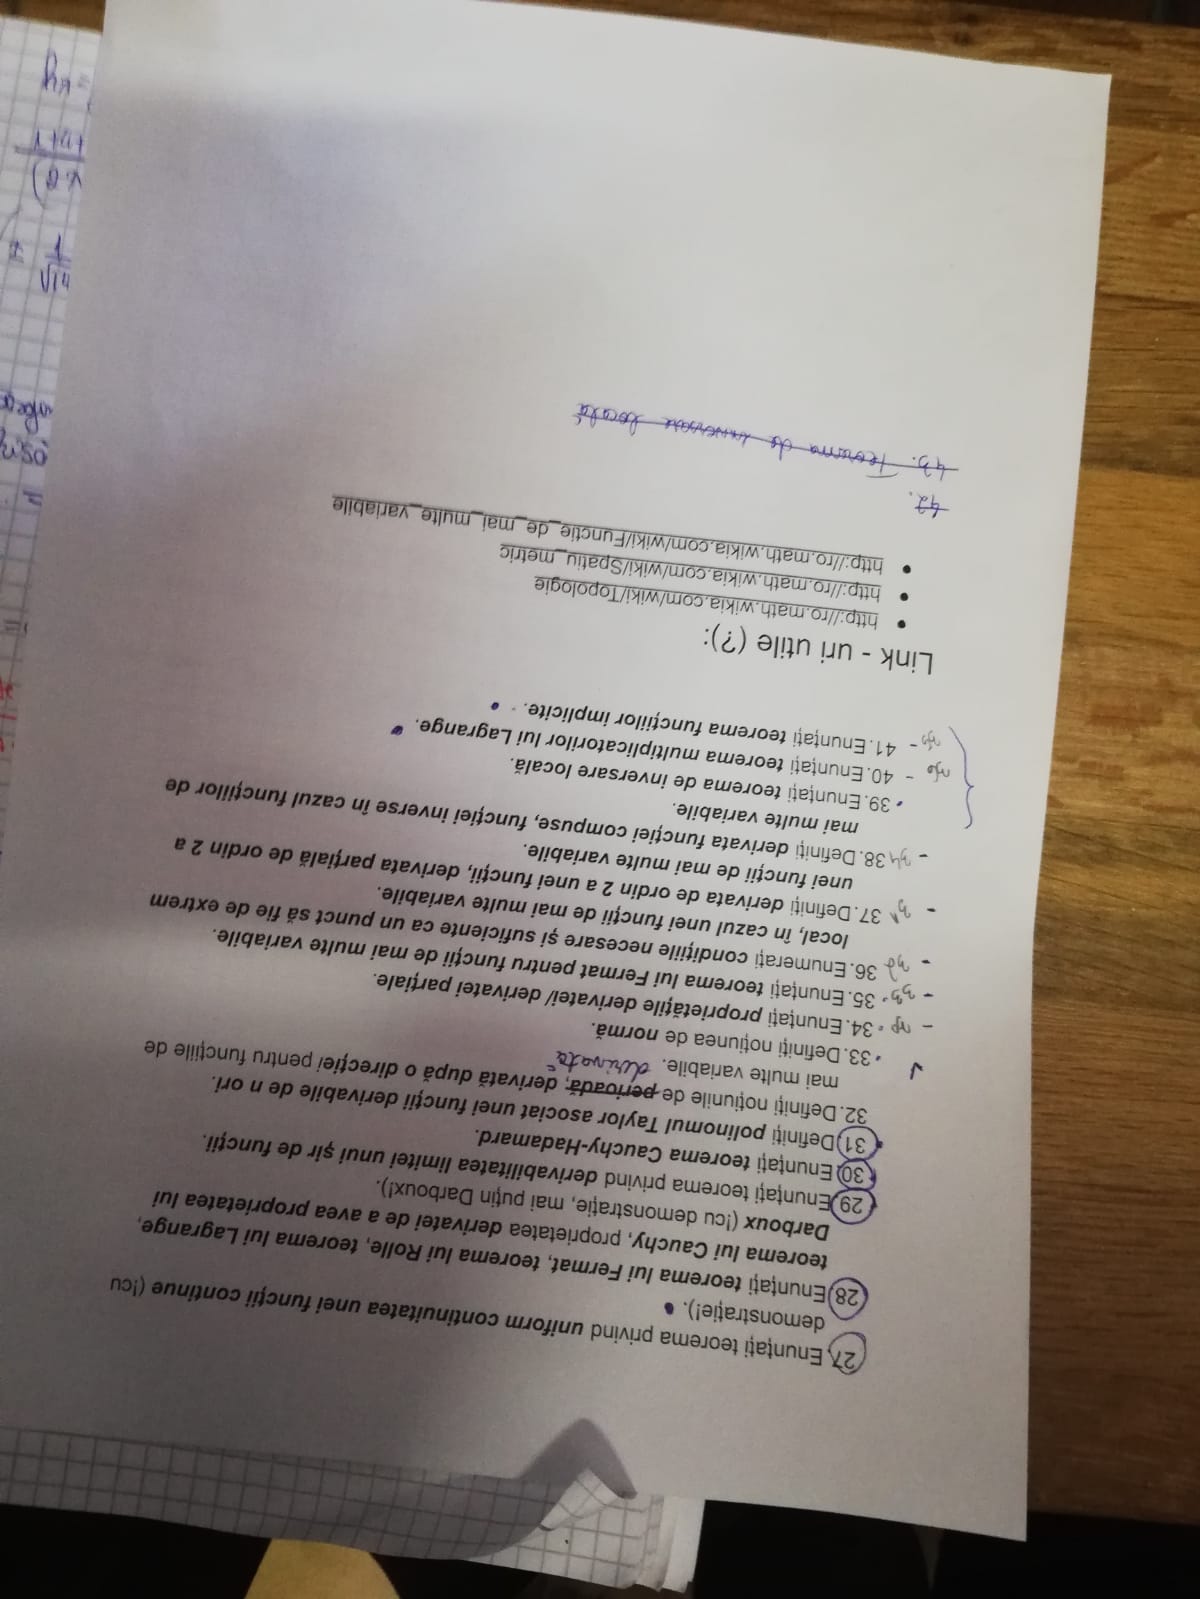 27. Enunțați teorema privind uniform continuitatea unei funcții continue (!cu
demonstrație!).
28. Enunțați teorema lui Fermat, teorema lui Rolle, teorema lui Lagrange,
teorema lui Cauchy, proprietatea derivatei de a avea proprietatea lui
Darboux (!cu demonstrație, mai puțin Darboux!).
29. Enunțați teorema privind derivabilitatea limitei unui șir de funcții.
30. Enunțați teorema Cauchy-Hadamard.
31. Definiți polinomul Taylor asociat unei funcții derivabile de n ori.
32. Definiți noțiunile de perioadă, derivată după o direcției pentru funcțiile de
mai multe variabile. derivată
33. Definiți noțiunea de normă.
34. Enunțați proprietățile derivatei/ derivatei parțiale.
35. Enunțați teorema lui Fermat pentru funcții de mai multe variabile.
36. Enumerați condițiile necesare și suficiente ca un punct să fie de extrem
local, în cazul unei funcții de mai multe variabile.
37. Definiți derivata de ordin 2 a unei funcții, derivata parțială de ordin 2 a
unei funcții de mai multe variabile.
38. Definiți derivata funcției compuse, funcției inverse în cazul funcțiilor de
mai multe variabile.
39. Enunțați teorema de inversare locală.
40. Enunțați teorema multiplicatorilor lui Lagrange.
41. Enunțați teorema funcțiilor implicite.
Link - uri utile (?):
• http://ro.math.wikia.com/wiki/Topologie
• http://ro.math.wikia.com/wiki/Spatiu_metric
• http://ro.math.wikia.com/wiki/Functie_de_mai_multe_variabile
42.
43. Teorema de inversare locală